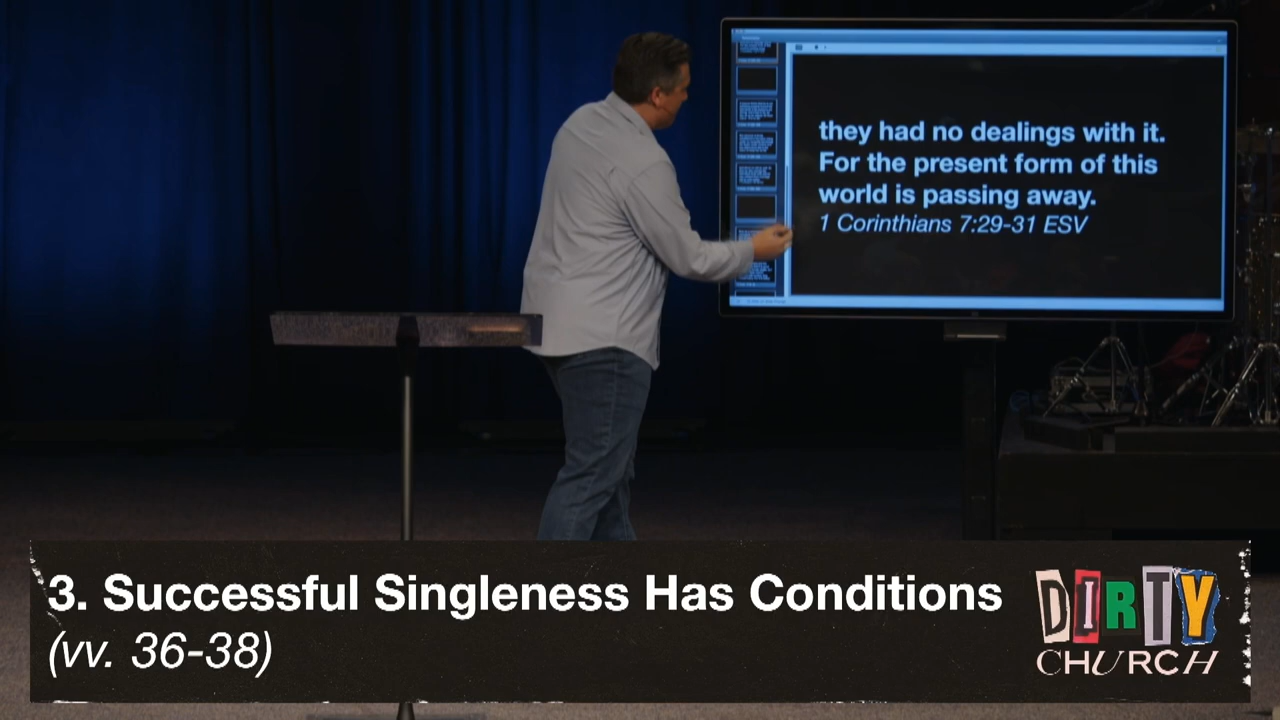 they had no dealings with it.
For the present form of this
world is passing away.
1 Corinthians 7:29-31 ESV
3. Successful Singleness Has Conditions
(vv. 36-38)
DIRTY
CHURCH